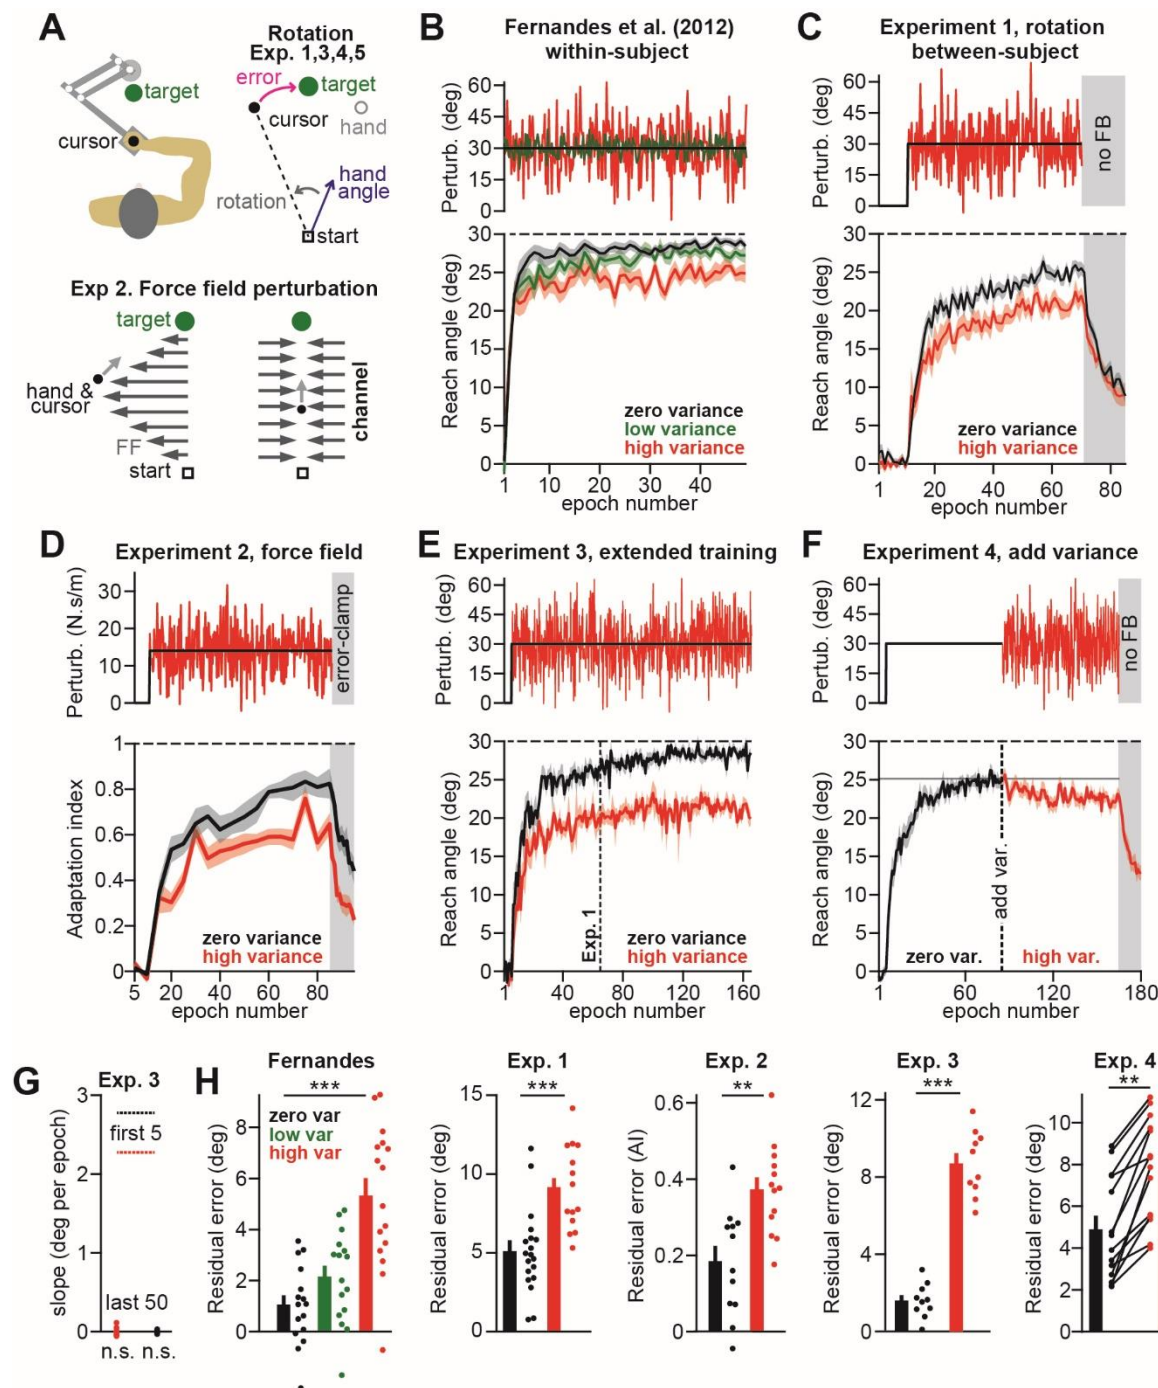 A
target
cursor
Rotation
Exp. 1,3,4,5
error
target
cursor
hand
hand
angle
rotation
start
Exp 2. Force field perturbation
target
hand &
cursor
FF
start
channel
B
Fernandes et al. (2012)
within-subject
Perturb. (deg)
60
45
30
15
0
Reach angle (deg)
30
25
20
15
10
5
0
zero variance
low variance
high variance
1 10 20 30 40
epoch number
C
Experiment 1, rotation
between-subject
Perturb. (deg)
60
45
30
15
0
no FB
Reach angle (deg)
30
25
20
15
10
5
0
zero variance
high variance
1 20 40 60 80
epoch number
D
Experiment 2, force field
Perturb. (N.s/m)
30
20
10
0
error-clamp
Adaptation index
1
0.8
0.6
0.4
0.2
0
zero variance
high variance
5 20 40 60 80
epoch number
E
Experiment 3, extended training
Perturb. (deg)
60
45
30
15
0
Reach angle (deg)
30
25
20
15
10
5
0
Exp. 1
zero variance
high variance
1 40 80 120 160
epoch number
F
Experiment 4, add variance
Perturb. (deg)
60
45
30
15
0
no FB
Reach angle (deg)
30
25
20
15
10
5
0
add var.
zero var.
high var.
1 60 120 180
epoch number
G
Exp. 3
slope (deg per epoch)
3
2
1
0
first 5
last 50
n.s. n.s.
H
Fernandes
Residual error (deg)
8
6
4
2
0
***
zero var
low var
high var
Exp. 1
Residual error (deg)
15
10
5
0
***
Exp. 2
Residual error (AI)
0.6
0.4
0.2
0
**
Exp. 3
Residual error (deg)
12
8
4
0
***
Exp. 4
Residual error (deg)
10
8
6
4
2
0
**